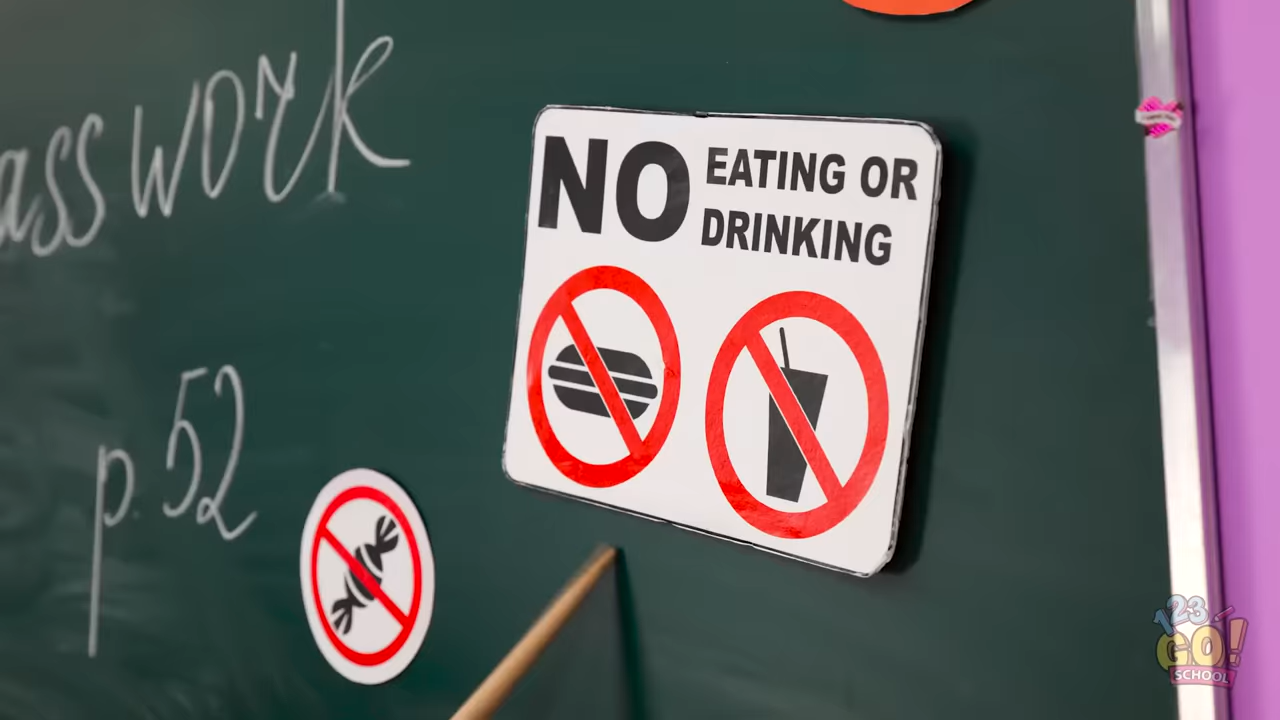 asswork
NO EATING OR
DRINKING
p. 52
123
GO!
SCHOOL